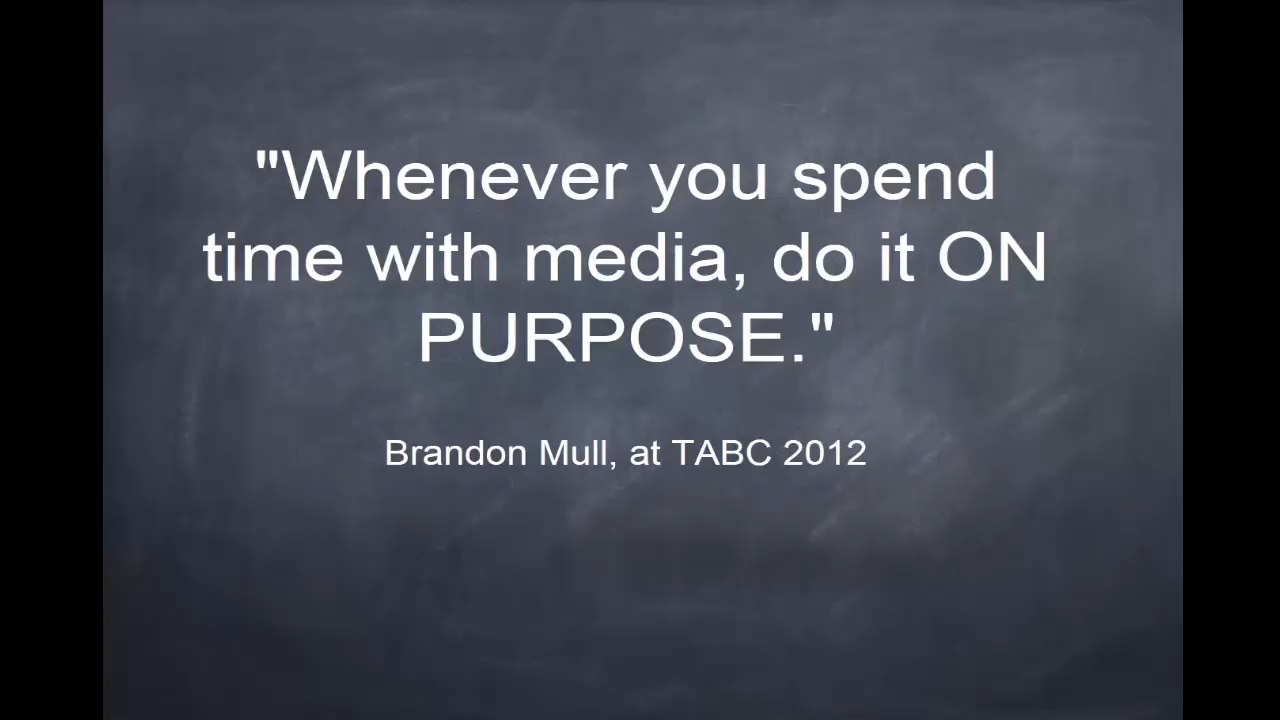 "Whenever you spend
time with media, do it ON
PURPOSE."
Brandon Mull, at TABC 2012